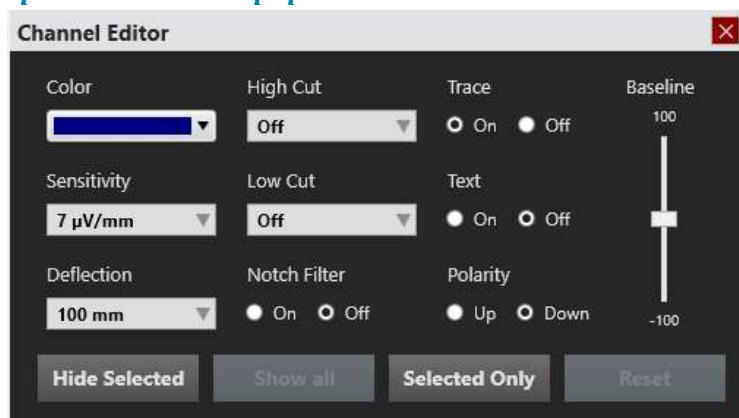 Channel Editor
Color High Cut Trace Baseline
Off On Off 100
Sensitivity Low Cut Text
7 µV/mm Off On Off
Deflection Notch Filter Polarity
100 mm On Off Up Down -100
Hide Selected Show all Selected Only Reset